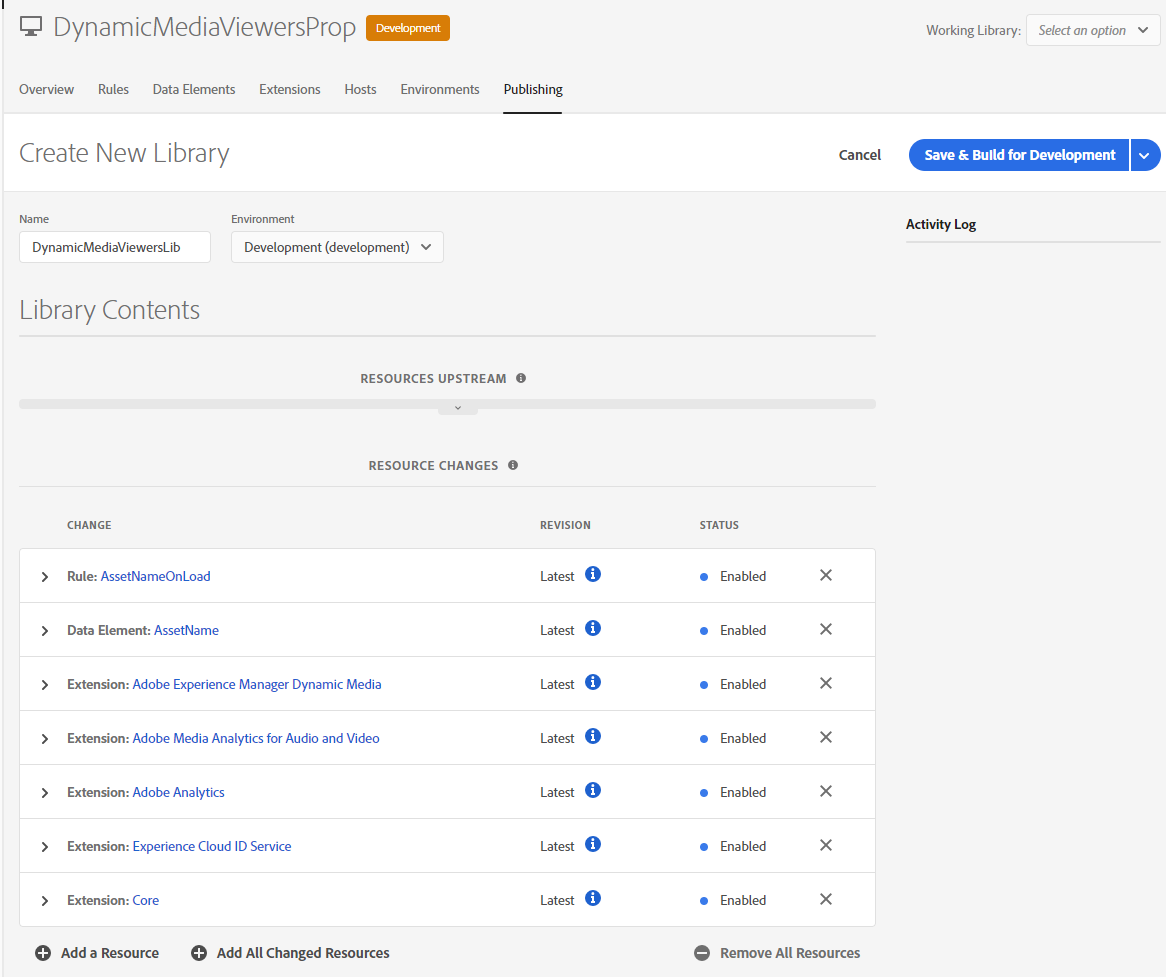 DynamicMediaViewersProp Development Working Library: Select an option
Overview Rules Data Elements Extensions Hosts Environments Publishing
Create New Library Cancel Save & Build for Development
Name Environment Activity Log
DynamicMediaViewersLib Development (development)
Library Contents
RESOURCES UPSTREAM
RESOURCE CHANGES
CHANGE REVISION STATUS
Rule: AssetNameOnLoad Latest Enabled
Data Element: AssetName Latest Enabled
Extension: Adobe Experience Manager Dynamic Media Latest Enabled
Extension: Adobe Media Analytics for Audio and Video Latest Enabled
Extension: Adobe Analytics Latest Enabled
Extension: Experience Cloud ID Service Latest Enabled
Extension: Core Latest Enabled
Add a Resource Add All Changed Resources Remove All Resources